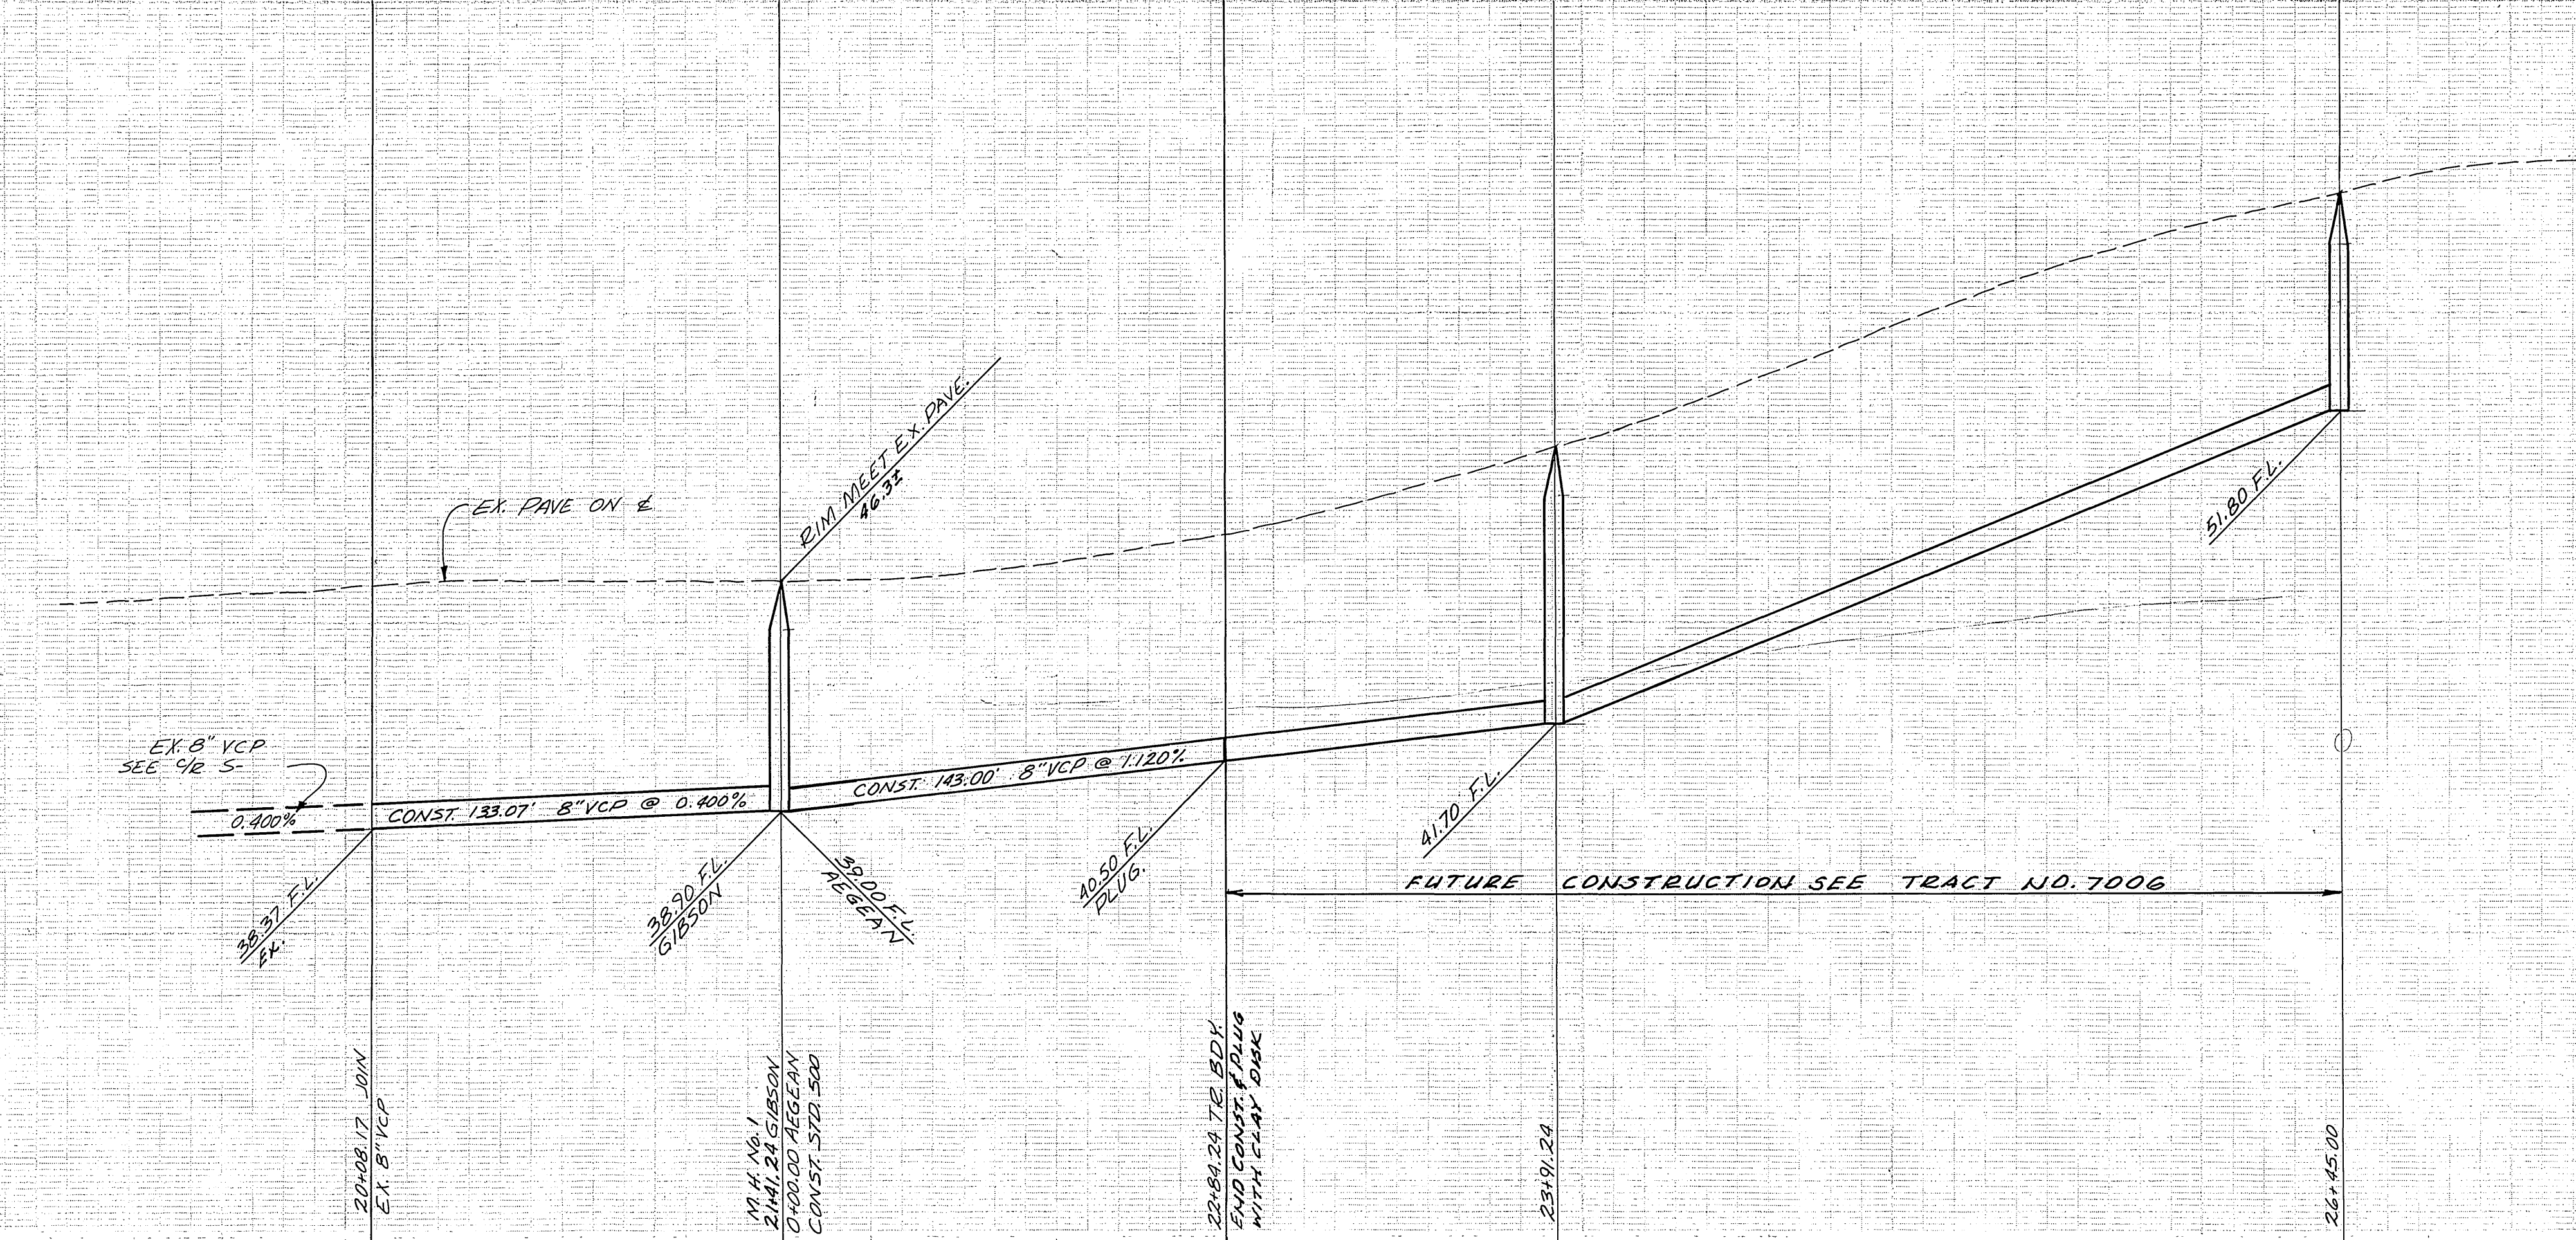 RIM MEET EX. PAVE.
46.3±
EX. PAVE ON ℄
51.80 F.L.
EX. 8" VCP
SEE C/R S-
0.400%
CONST. 133.07' 8" VCP @ 0.400%
CONST. 143.00' 8" VCP @ 1.120%
38.37 F.L.
EX.
38.90 F.L.
GIBSON
39.00 F.L.
AEGEAN
40.50 F.L.
PLUG.
41.70 F.L.
FUTURE CONSTRUCTION SEE TRACT NO. 7006
20+08.17 JOIN
EX. 8" VCP
M.H. No. 1
21+41.24 GIBSON
0+00.00 AEGEAN
CONST. STD. 500
22+84.24 TR. BDY.
END CONST. & PLUG
WITH CLAY DISK
23+91.24
26+45.00